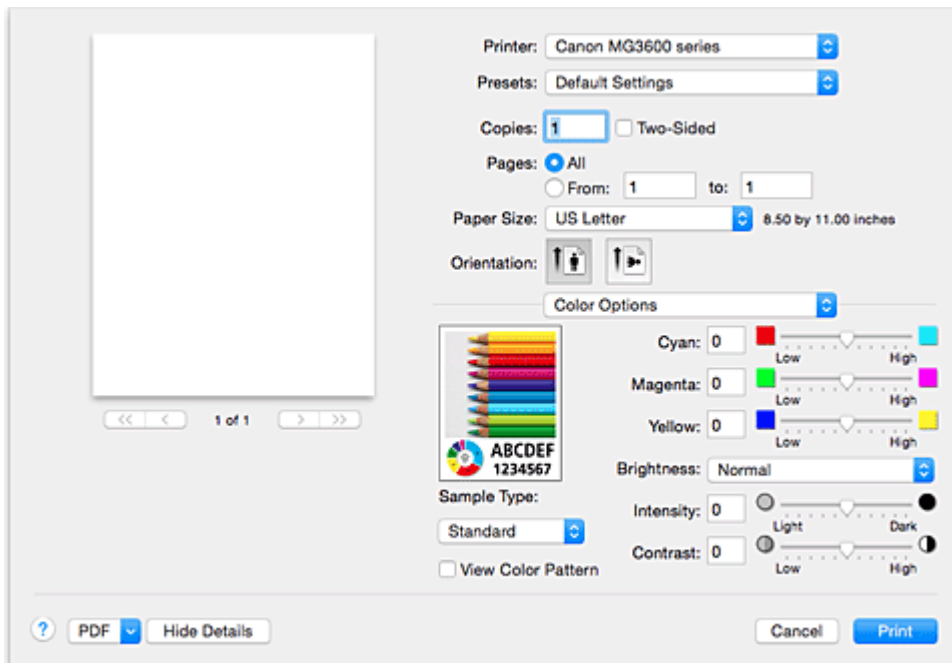 Printer: Canon MG3600 series
Presets: Default Settings
Copies: 1 Two-Sided
Pages: All
From: 1 to: 1
Paper Size: US Letter 8.50 by 11.00 inches
Orientation:
Color Options
<< < 1 of 1 > >>
ABCDEF
1234567
Sample Type:
Standard
View Color Pattern
Cyan: 0
Low High
Magenta: 0
Low High
Yellow: 0
Low High
Brightness: Normal
Intensity: 0
Light Dark
Contrast: 0
Low High
? PDF Hide Details Cancel Print